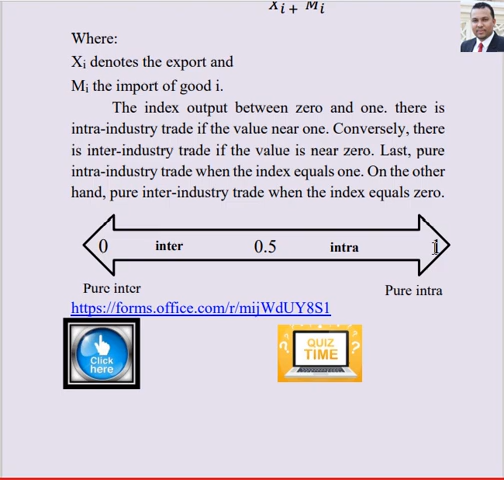 Xi + Mi
Where:
Xi denotes the export and
Mi the import of good i.
The index output between zero and one. there is
intra-industry trade if the value near one. Conversely, there
is inter-industry trade if the value is near zero. Last, pure
intra-industry trade when the index equals one. On the other
hand, pure inter-industry trade when the index equals zero.
0 inter 0.5 intra 1
Pure inter Pure intra
https://forms.office.com/r/mijWdUY8S1
Click
here
QUIZ
TIME
? ?